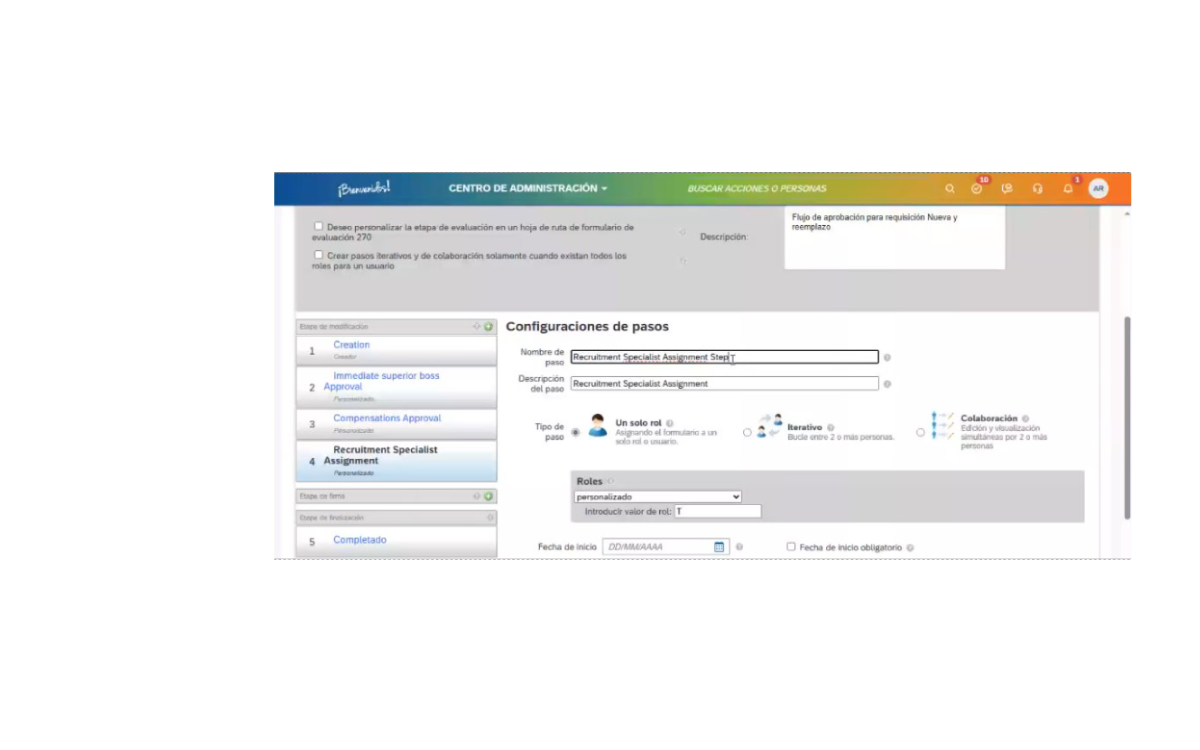 ¡Bienvenidos!
CENTRO DE ADMINISTRACIÓN
BUSCAR ACCIONES O PERSONAS
10
1
AR
Deseo personalizar la etapa de evaluación en un hoja de ruta de formulario de
evaluación 270
Crear pasos iterativos y de colaboración solamente cuando existan todos los
roles para un usuario
Descripción:
Flujo de aprobación para requisición Nueva y
reemplazo
Etapa de modificación
1 Creation
Creador
2 Immediate superior boss
Approval
Personalizado
3 Compensations Approval
Personalizado
4 Recruitment Specialist
Assignment
Personalizado
Etapa de firma
Etapa de finalización
5 Completado
Configuraciones de pasos
Nombre de
paso
Recruitment Specialist Assignment Step
Descripción
del paso
Recruitment Specialist Assignment
Tipo de
paso
Un solo rol
Asignando el formulario a un
solo rol o usuario.
Iterativo
Bucle entre 2 o más personas.
Colaboración
Edición y visualización
simultáneas por 2 o más
personas
Roles
personalizado
Introducir valor de rol: T
Fecha de inicio DD/MM/AAAA
Fecha de inicio obligatorio